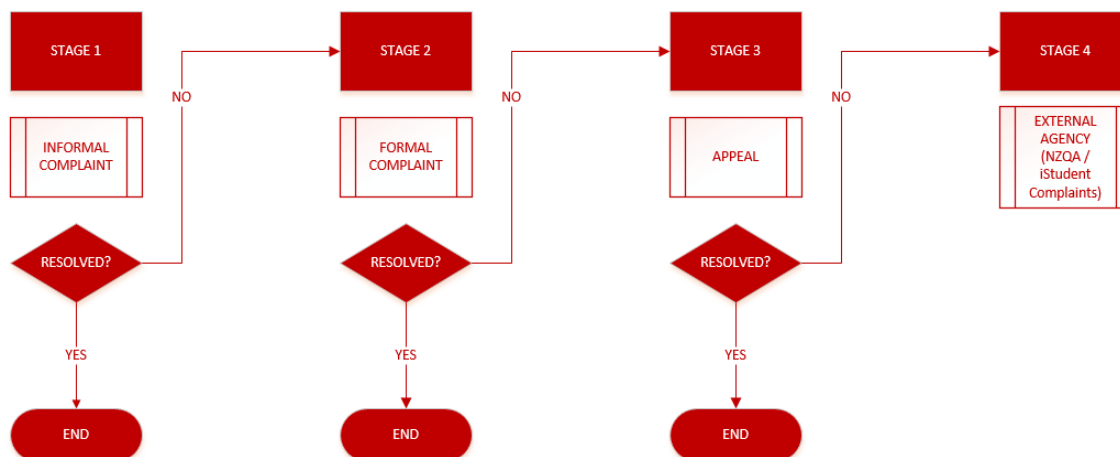 STAGE 1
STAGE 2
STAGE 3
STAGE 4
NO
NO
NO
INFORMAL
COMPLAINT
FORMAL
COMPLAINT
APPEAL
EXTERNAL
AGENCY
(NZQA /
iStudent
Complaints)
RESOLVED?
RESOLVED?
RESOLVED?
YES
YES
YES
END
END
END